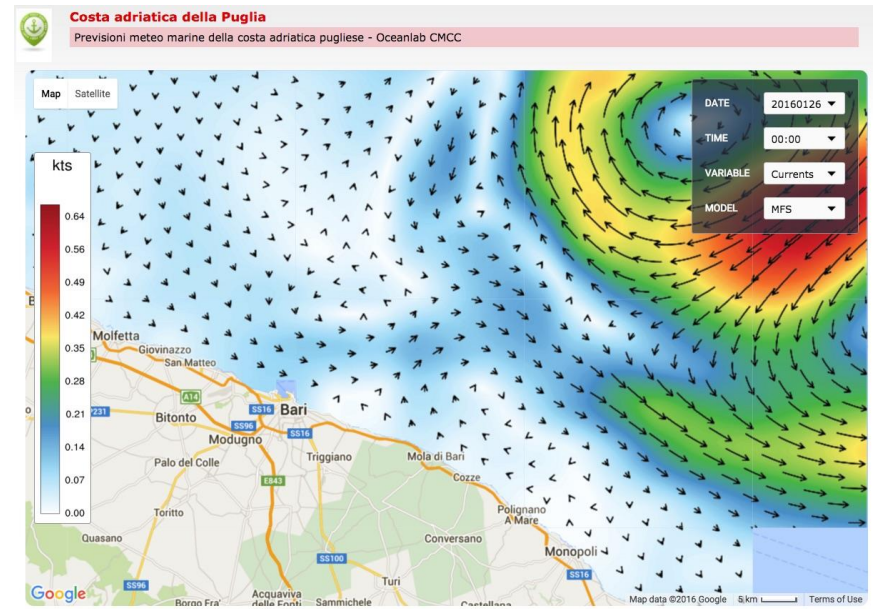 Costa adriatica della Puglia
Previsioni meteo marine della costa adriatica pugliese - Oceanlab CMCC
Map Satellite
DATE 20160126
TIME 00:00
VARIABLE Currents
MODEL MFS
kts
0.64
0.56
0.49
0.42
0.35
0.28
0.21
0.14
0.07
0.00
Molfetta
Giovinazzo
San Matteo
A14
SS16 Bari
231
Bitonto
SS96
SS16
Modugno
Palo del Colle
Triggiano
Mola di Bari
E843
Cozze
Toritto
Polignano
A Mare
Quasano
Conversano
Monopoli
SS100
SS16
SS96
Turi
Acquaviva
delle Fonti
Sammichele
Castellana
Borgo Fra'
Google
Map data ©2016 Google 5 km Terms of Use